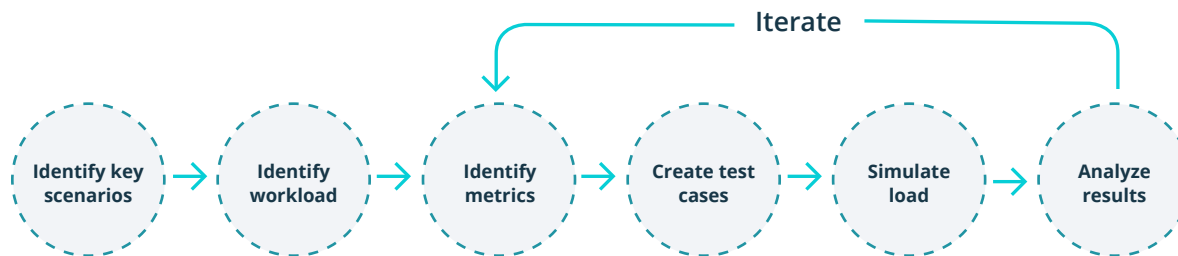 Iterate
Identify key
scenarios
Identify
workload
Identify
metrics
Create test
cases
Simulate
load
Analyze
results